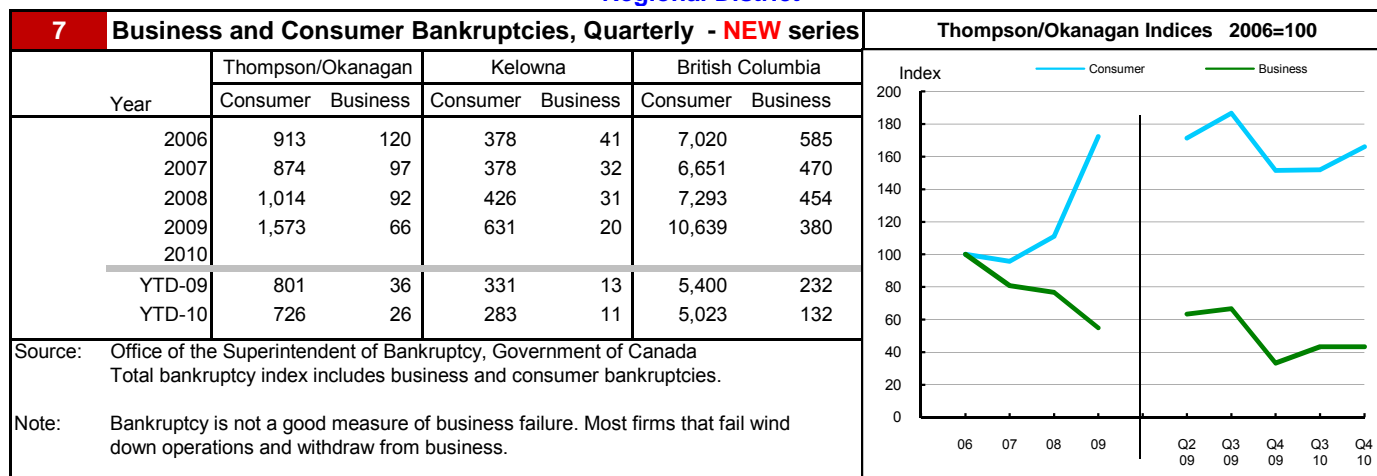 Regional District
7 Business and Consumer Bankruptcies, Quarterly - NEW series
Thompson/Okanagan Kelowna British Columbia
Year Consumer Business Consumer Business Consumer Business
2006 913 120 378 41 7,020 585
2007 874 97 378 32 6,651 470
2008 1,014 92 426 31 7,293 454
2009 1,573 66 631 20 10,639 380
2010
YTD-09 801 36 331 13 5,400 232
YTD-10 726 26 283 11 5,023 132
Source: Office of the Superintendent of Bankruptcy, Government of Canada
Total bankruptcy index includes business and consumer bankruptcies.
Note: Bankruptcy is not a good measure of business failure. Most firms that fail wind
down operations and withdraw from business.
Thompson/Okanagan Indices 2006=100
Index Consumer Business
200
180
160
140
120
100
80
60
40
20
0
06 07 08 09 Q2 Q3 Q4 Q3 Q4
09 09 09 10 10